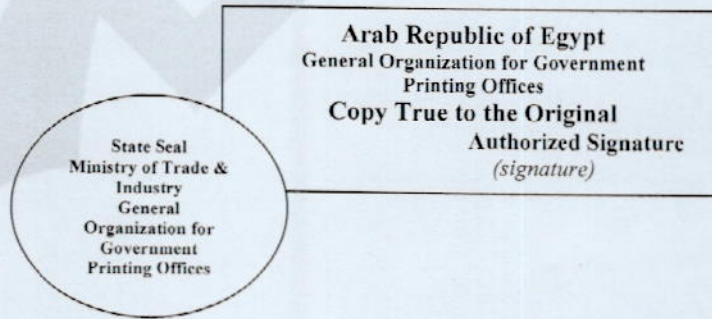 Arab Republic of Egypt
General Organization for Government
Printing Offices
Copy True to the Original
Authorized Signature
(signature)
State Seal
Ministry of Trade &
Industry
General
Organization for
Government
Printing Offices